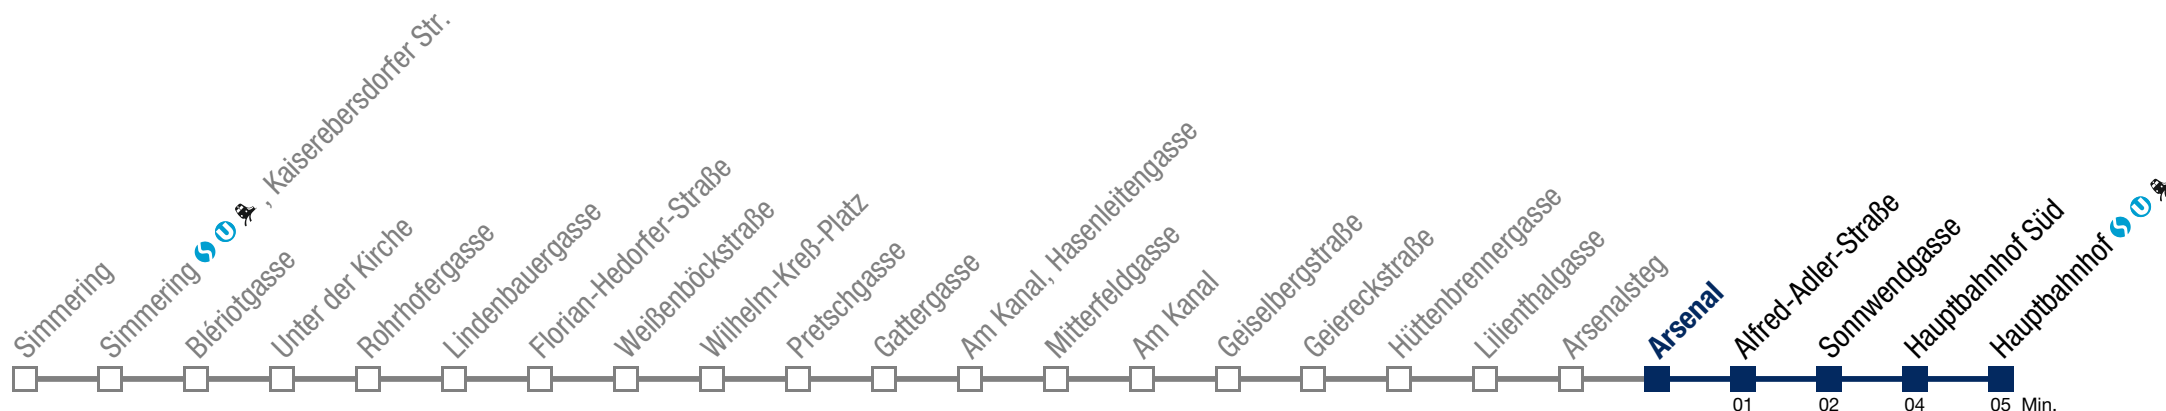 Simmering
Simmering S U , Kaiserebersdorfer Str.
Blériotgasse
Unter der Kirche
Rohrhofergasse
Lindenbauergasse
Florian-Hedorfer-Straße
Weißenböckstraße
Wilhelm-Kreß-Platz
Pretschgasse
Gattergasse
Am Kanal, Hasenleitengasse
Mitterfeldgasse
Am Kanal
Geiselbergstraße
Geiereckstraße
Hüttenbrennergasse
Lilienthalgasse
Arsenalsteg
Arsenal
Alfred-Adler-Straße
Sonnwendgasse
Hauptbahnhof Süd
Hauptbahnhof S U
01 02 04 05 Min.